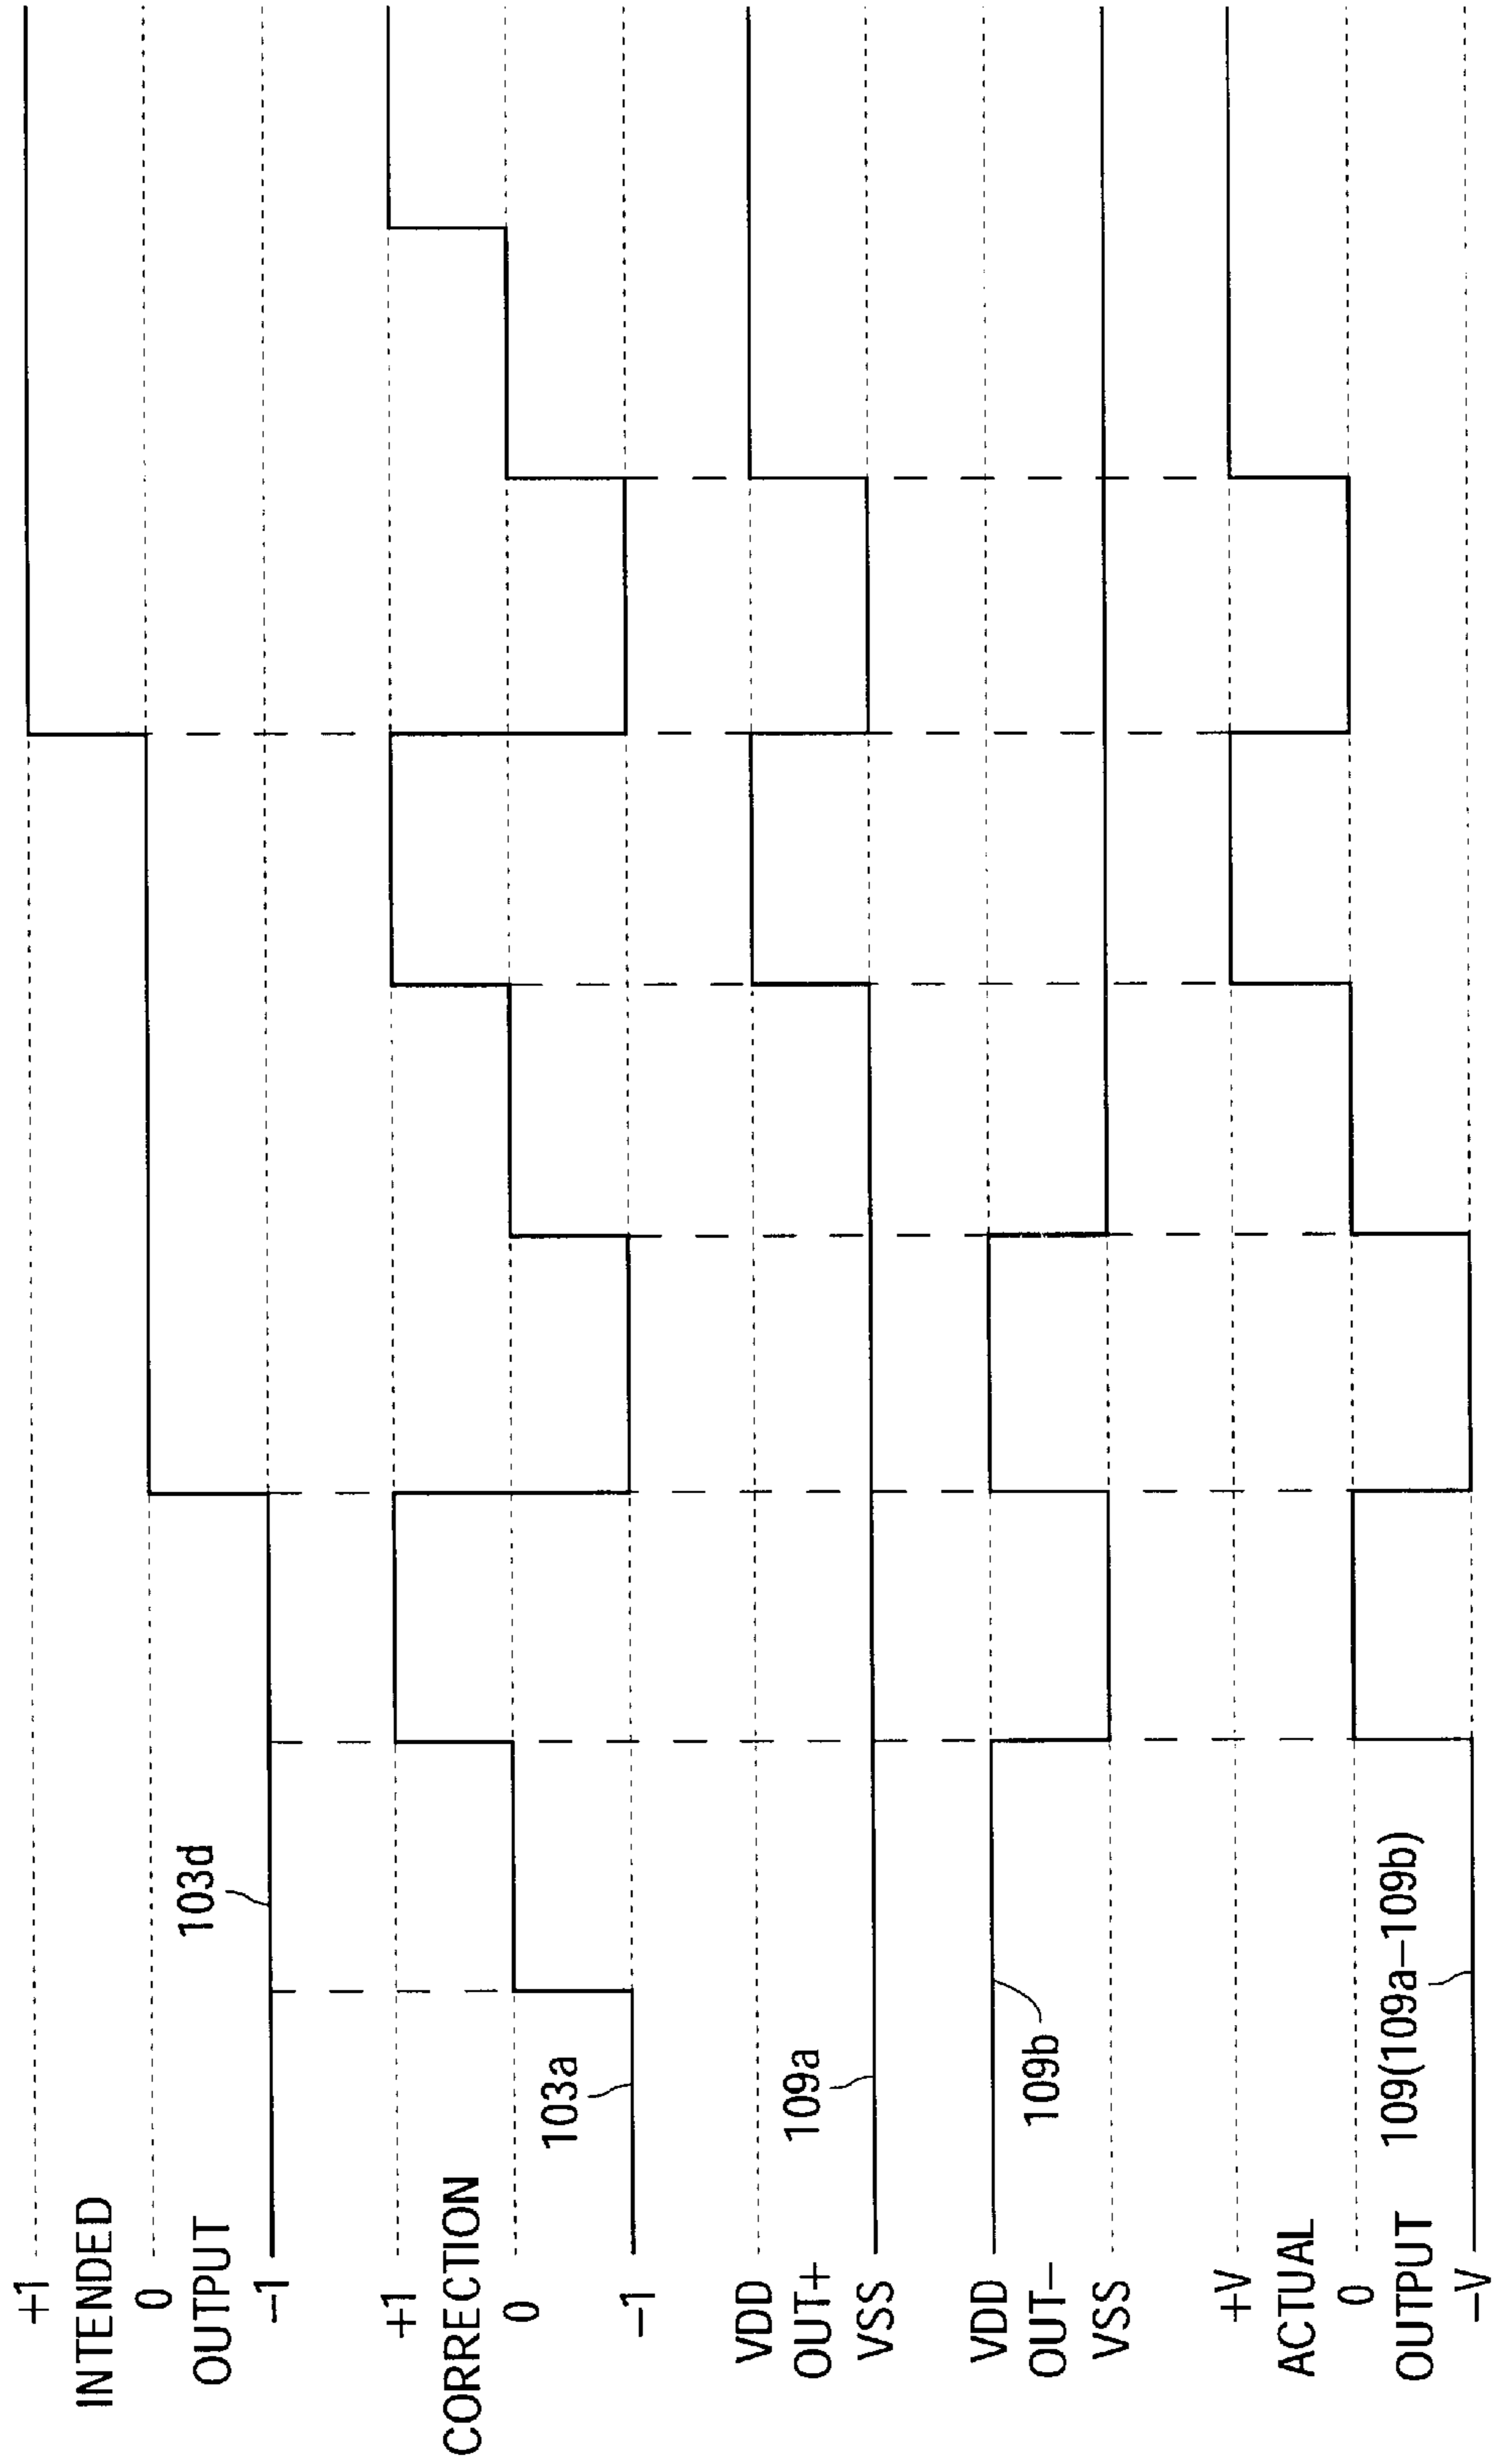 +1
INTENDED
0
OUTPUT
−1
103d
+1
CORRECTION
0
−1
103a
VDD
OUT+
VSS
109a
VDD
OUT−
VSS
109b
+V
ACTUAL
0
OUTPUT
−V
109(109a−109b)